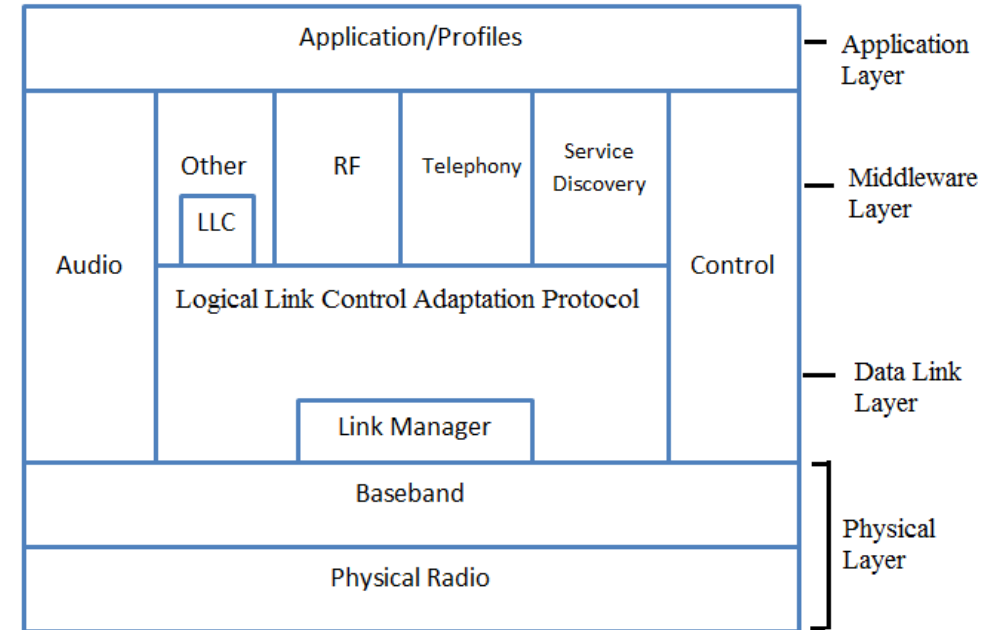 Application/Profiles
Application
Layer
Audio
Other
LLC
RF
Telephony
Service
Discovery
Control
Middleware
Layer
Logical Link Control Adaptation Protocol
Data Link
Layer
Link Manager
Baseband
Physical Radio
Physical
Layer